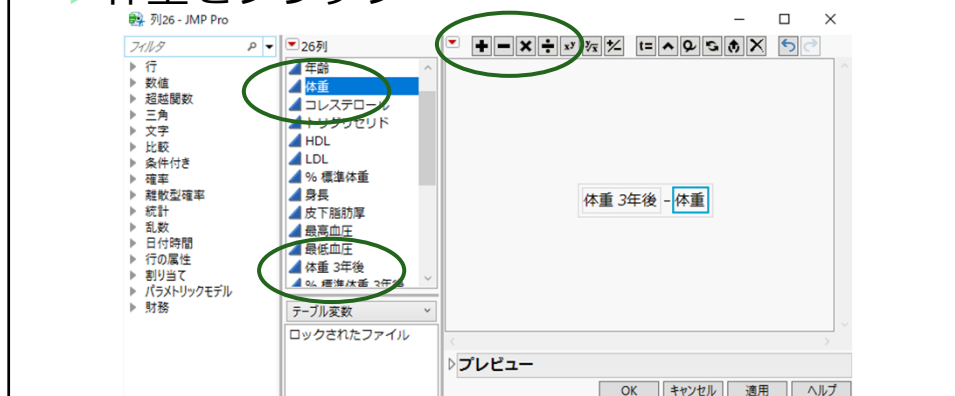 列26 - JMP Pro
フィルタ
行
数値
超越関数
三角
文字
比較
条件付き
確率
離散型確率
統計
乱数
日付時間
行の属性
割り当て
パラメトリックモデル
財務
26列
年齢
体重
コレステロール
トリグリセリド
HDL
LDL
% 標準体重
身長
皮下脂肪厚
最高血圧
最低血圧
体重 3年後
% 標準体重 3年後
テーブル変数
ロックされたファイル
体重 3年後 - 体重
プレビュー
OK キャンセル 適用 ヘルプ